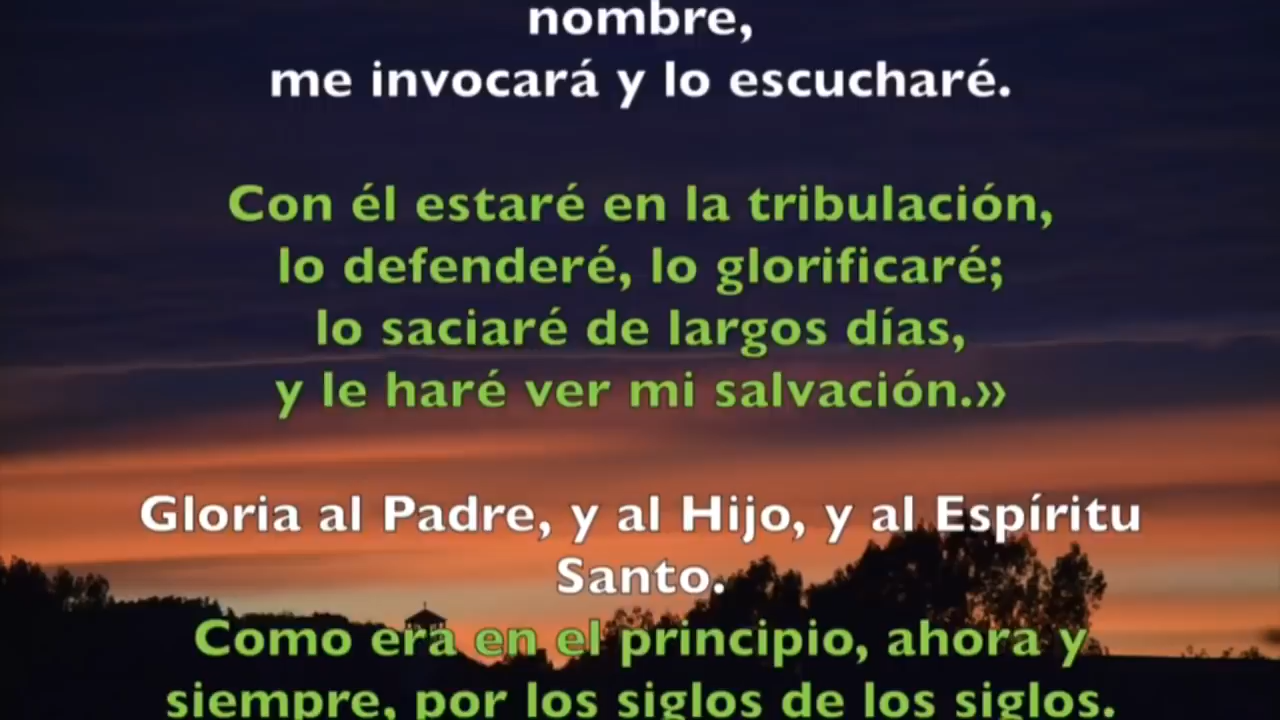 nombre,
me invocará y lo escucharé.
Con él estaré en la tribulación,
lo defenderé, lo glorificaré;
lo saciaré de largos días,
y le haré ver mi salvación.»
Gloria al Padre, y al Hijo, y al Espíritu
Santo.
Como era en el principio, ahora y
siempre, por los siglos de los siglos.